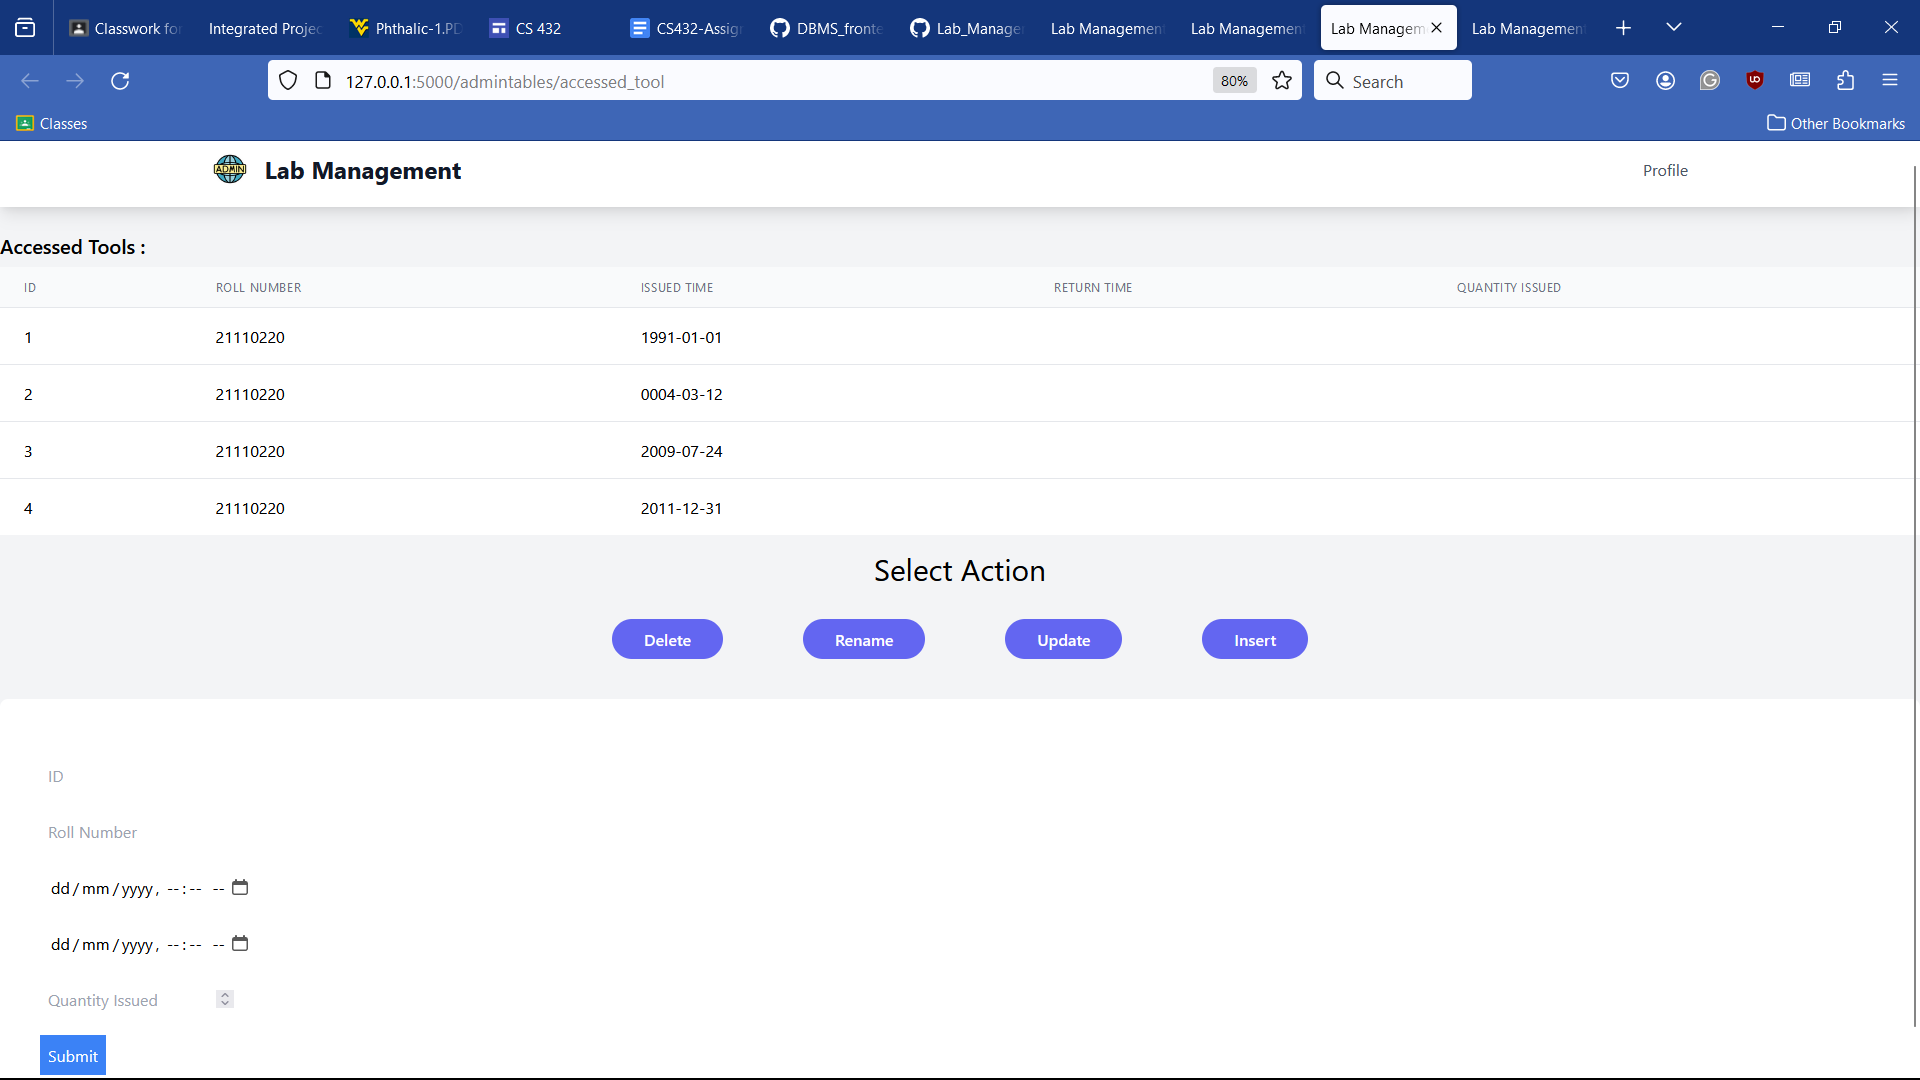 Classwork fo
Integrated Projec
Phthalic-1.PD
CS 432
CS432-Assig
DBMS_fronte
Lab_Manage
Lab Management
Lab Management
Lab Managem
Lab Management
127.0.0.1:5000/admintables/accessed_tool
80%
Search
Classes
Other Bookmarks
ADMIN
Lab Management
Profile
Accessed Tools :
ID ROLL NUMBER ISSUED TIME RETURN TIME QUANTITY ISSUED
1 21110220 1991-01-01
2 21110220 0004-03-12
3 21110220 2009-07-24
4 21110220 2011-12-31
Select Action
Delete Rename Update Insert
ID
Roll Number
dd/mm/yyyy, --:-- --
dd/mm/yyyy, --:-- --
Quantity Issued
Submit